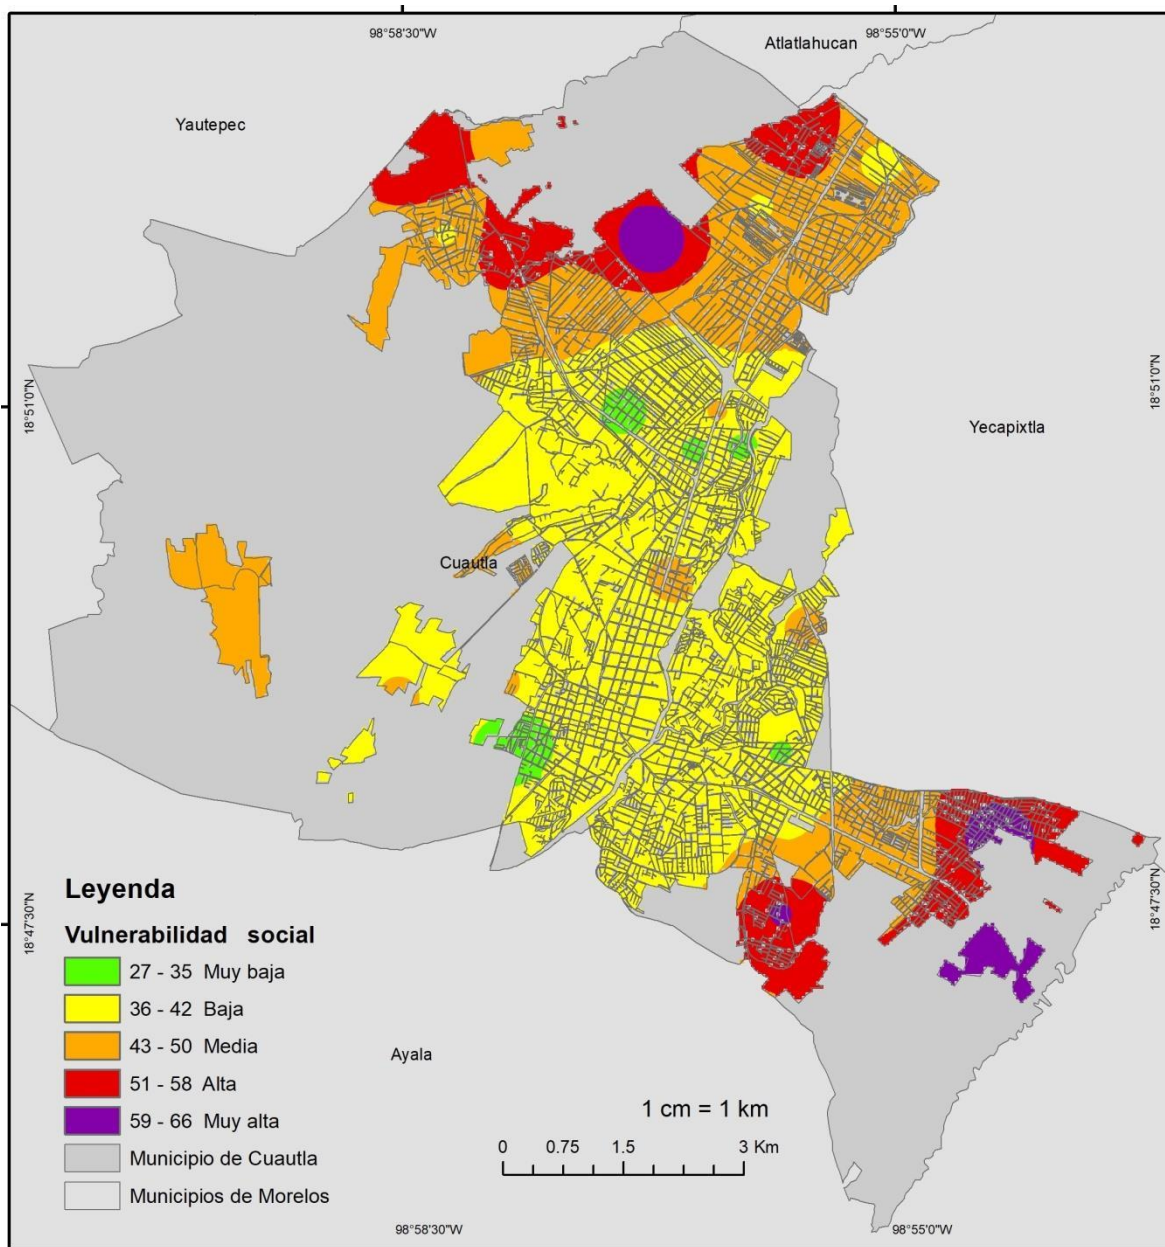 98°58'30"W
98°55'0"W
Atlatlahucan
Yautepec
18°51'0"N
18°51'0"N
Yecapixtla
Cuautla
Leyenda
Vulnerabilidad social
27 - 35 Muy baja
36 - 42 Baja
43 - 50 Media
51 - 58 Alta
59 - 66 Muy alta
Municipio de Cuautla
Municipios de Morelos
18°47'30"N
18°47'30"N
Ayala
1 cm = 1 km
0 0.75 1.5 3 Km
98°58'30"W
98°55'0"W